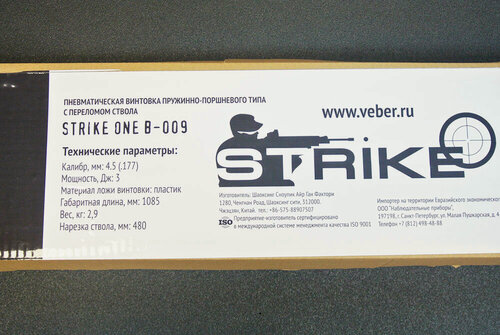 ПНЕВМАТИЧЕСКАЯ ВИНТОВКА ПРУЖИННО-ПОРШНЕВОГО ТИПА
С ПЕРЕЛОМОМ СТВОЛА
STRIKE ONE B-009
Технические параметры:
Калибр, мм: 4.5 (.177)
Мощность, Дж: 3
Материал ложи винтовки: пластик
Габаритная длина, мм: 1085
Вес, кг: 2,9
Нарезка ствола, мм: 480
www.veber.ru
STRIKE
Изготовитель: Шаоксинг Сноупик Айр Ган Фактори
1280, Ченгнан Роад, Шаоксинг сити, 312000.
Чжэцзян, Китай. тел. +86-575-88907507
ISO
Предприятие-изготовитель сертифицировано
в международной системе менеджмента качества ISO 9001
Импортер на территории Евразийского экономического
ООО "Наблюдательные приборы",
197198, г. Санкт-Петербург, ул. Малая Пушкарская, д. 4
Телефон +7 (812) 498-48-88